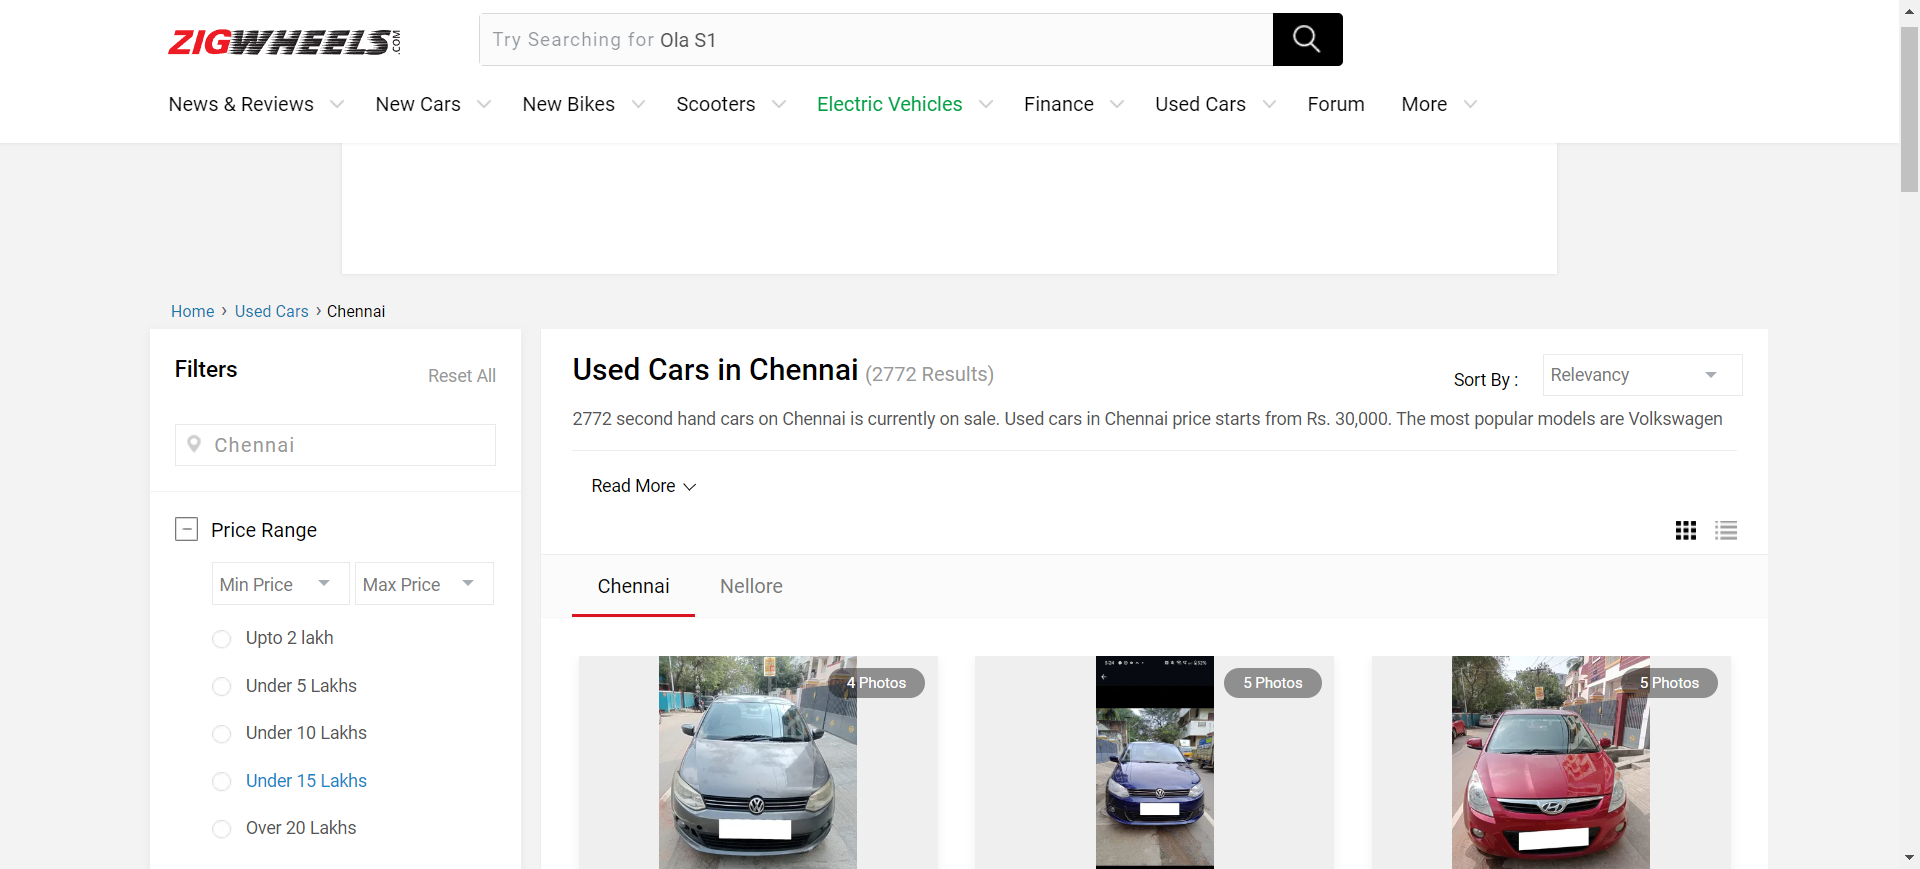 ZIGWHEELS.COM
Try Searching for Ola S1
News & Reviews New Cars New Bikes Scooters Electric Vehicles Finance Used Cars Forum More
Home › Used Cars › Chennai
Filters
Reset All
Chennai
Price Range
Min Price Max Price
Upto 2 lakh
Under 5 Lakhs
Under 10 Lakhs
Under 15 Lakhs
Over 20 Lakhs
Used Cars in Chennai (2772 Results)
Sort By : Relevancy
2772 second hand cars on Chennai is currently on sale. Used cars in Chennai price starts from Rs. 30,000. The most popular models are Volkswagen
Read More
Chennai Nellore
4 Photos
5 Photos
5 Photos